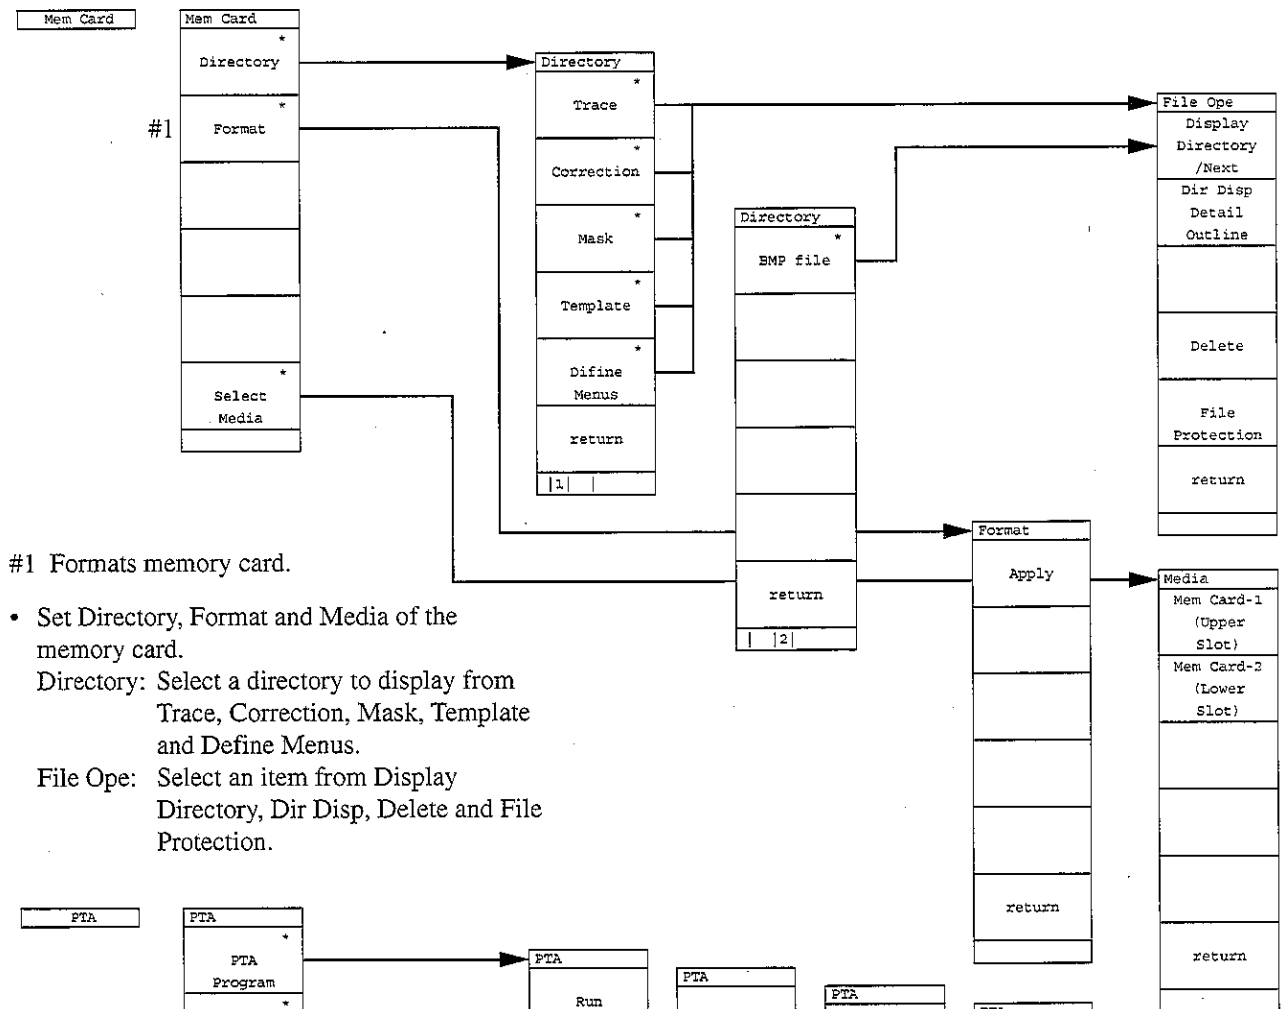 Mem Card
Mem Card
*
Directory
*
#1 Format
*
Select
Media
Directory
*
Trace
*
Correction
*
Mask
*
Template
*
Difine
Menus
return
|1| |
Directory
*
BMP file
return
| |2|
File Ope
Display
Directory
/Next
Dir Disp
Detail
Outline
Delete
File
Protection
return
Format
Apply
return
Media
Mem Card-1
(Upper
Slot)
Mem Card-2
(Lower
Slot)
return
#1 Formats memory card.
• Set Directory, Format and Media of the
memory card.
Directory: Select a directory to display from
Trace, Correction, Mask, Template
and Define Menus.
File Ope: Select an item from Display
Directory, Dir Disp, Delete and File
Protection.
PTA
PTA
*
PTA
Program
*
PTA
Run
PTA
PTA
PTA